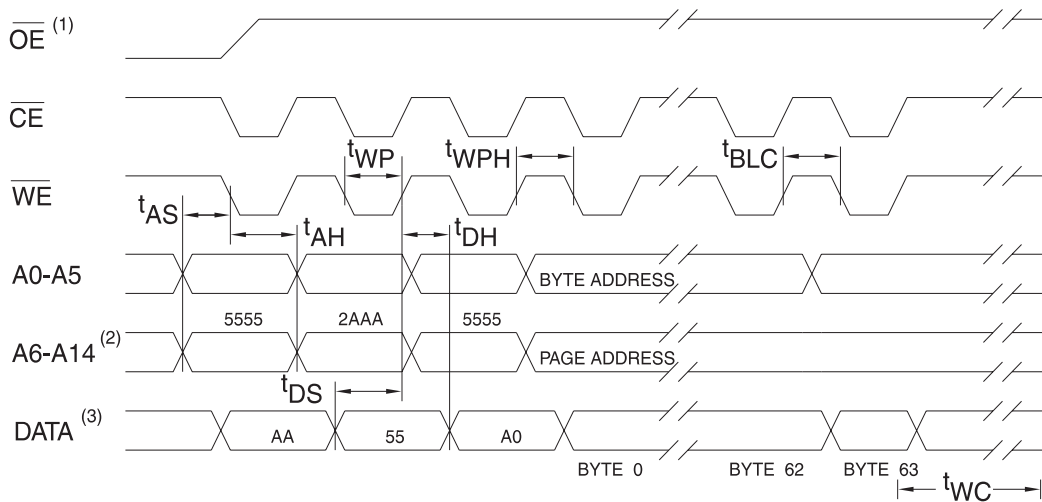 OE (1)
CE
tWP tWPH tBLC
WE
tAS
tAH tDH
A0-A5 BYTE ADDRESS
5555 2AAA 5555
A6-A14 (2) PAGE ADDRESS
tDS
DATA (3) AA 55 A0
BYTE 0 BYTE 62 BYTE 63
tWC